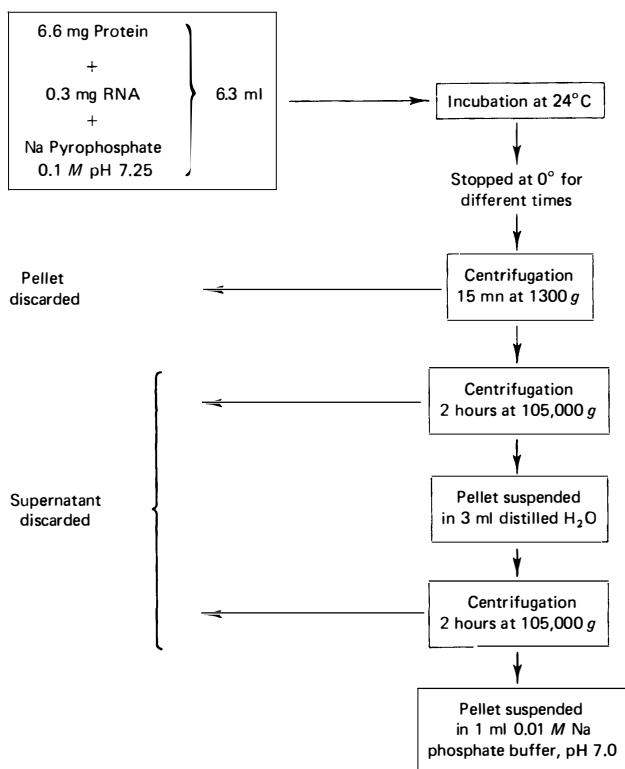 6.6 mg Protein
+
0.3 mg RNA
+
Na Pyrophosphate
0.1 M pH 7.25
6.3 ml
Incubation at 24°C
Stopped at 0° for
different times
Centrifugation
15 mn at 1300 g
Pellet
discarded
Centrifugation
2 hours at 105,000 g
Pellet suspended
in 3 ml distilled H₂O
Supernatant
discarded
Centrifugation
2 hours at 105,000 g
Pellet suspended
in 1 ml 0.01 M Na
phosphate buffer, pH 7.0